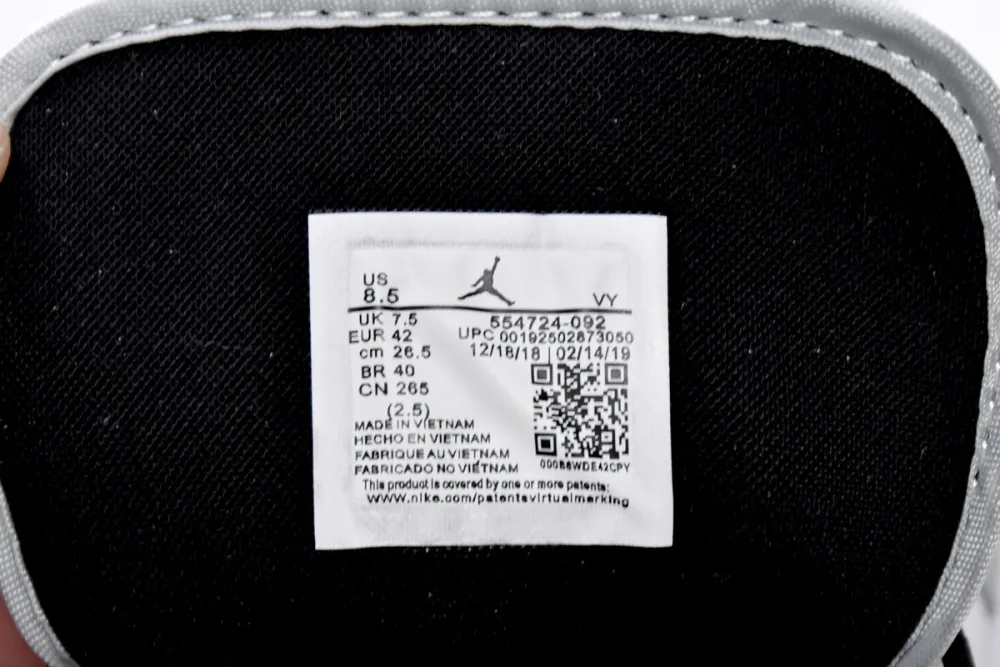 US
8.5
VY
UK 7.5
554724-092
EUR 42
UPC 00192502873050
cm 26.5
12/18/18 | 02/14/19
BR 40
CN 265
(2.5)
MADE IN VIETNAM
HECHO EN VIETNAM
FABRIQUE AU VIETNAM
FABRICADO NO VIETNAM
000B8WDE42CPY
This product is covered by one or more patents:
www.nike.com/patentsvirtualmarking